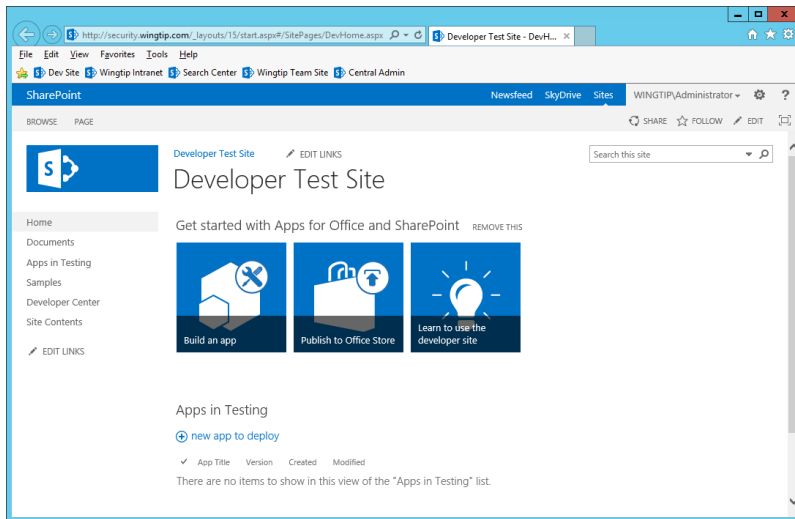 http://security.wingtip.com/_layouts/15/start.aspx#/SitePages/DevHome.aspx
Developer Test Site - DevH...
File Edit View Favorites Tools Help
Dev Site Wingtip Intranet Search Center Wingtip Team Site Central Admin
SharePoint Newsfeed SkyDrive Sites WINGTIP\Administrator ?
BROWSE PAGE SHARE FOLLOW EDIT
S
Developer Test Site EDIT LINKS Search this site
Developer Test Site
Get started with Apps for Office and SharePoint REMOVE THIS
Home
Documents
Apps in Testing
Samples
Developer Center
Site Contents
EDIT LINKS
Build an app
Publish to Office Store
Learn to use the
developer site
Apps in Testing
new app to deploy
App Title Version Created Modified
There are no items to show in this view of the "Apps in Testing" list.